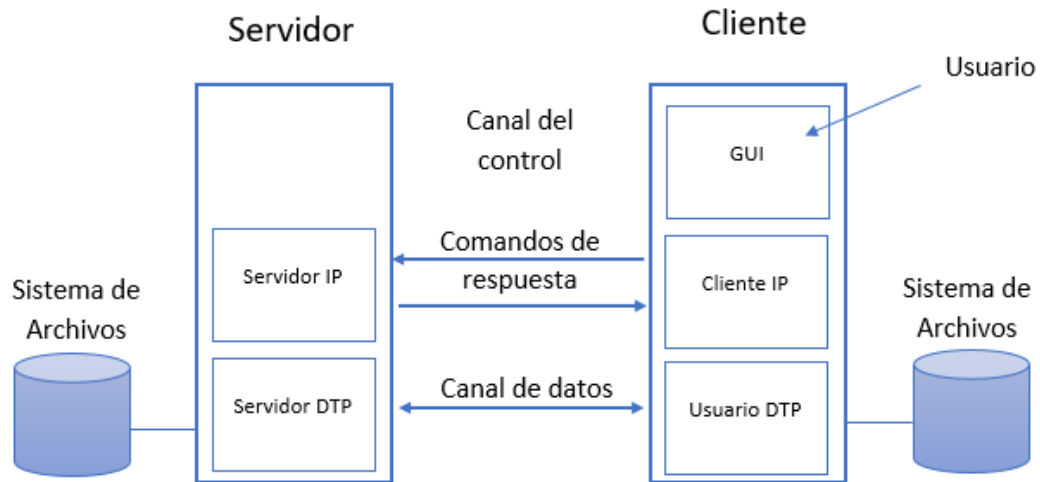 Servidor
Cliente
Usuario
Canal del
control
GUI
Comandos de
respuesta
Servidor IP
Cliente IP
Sistema de
Archivos
Sistema de
Archivos
Servidor DTP
Canal de datos
Usuario DTP